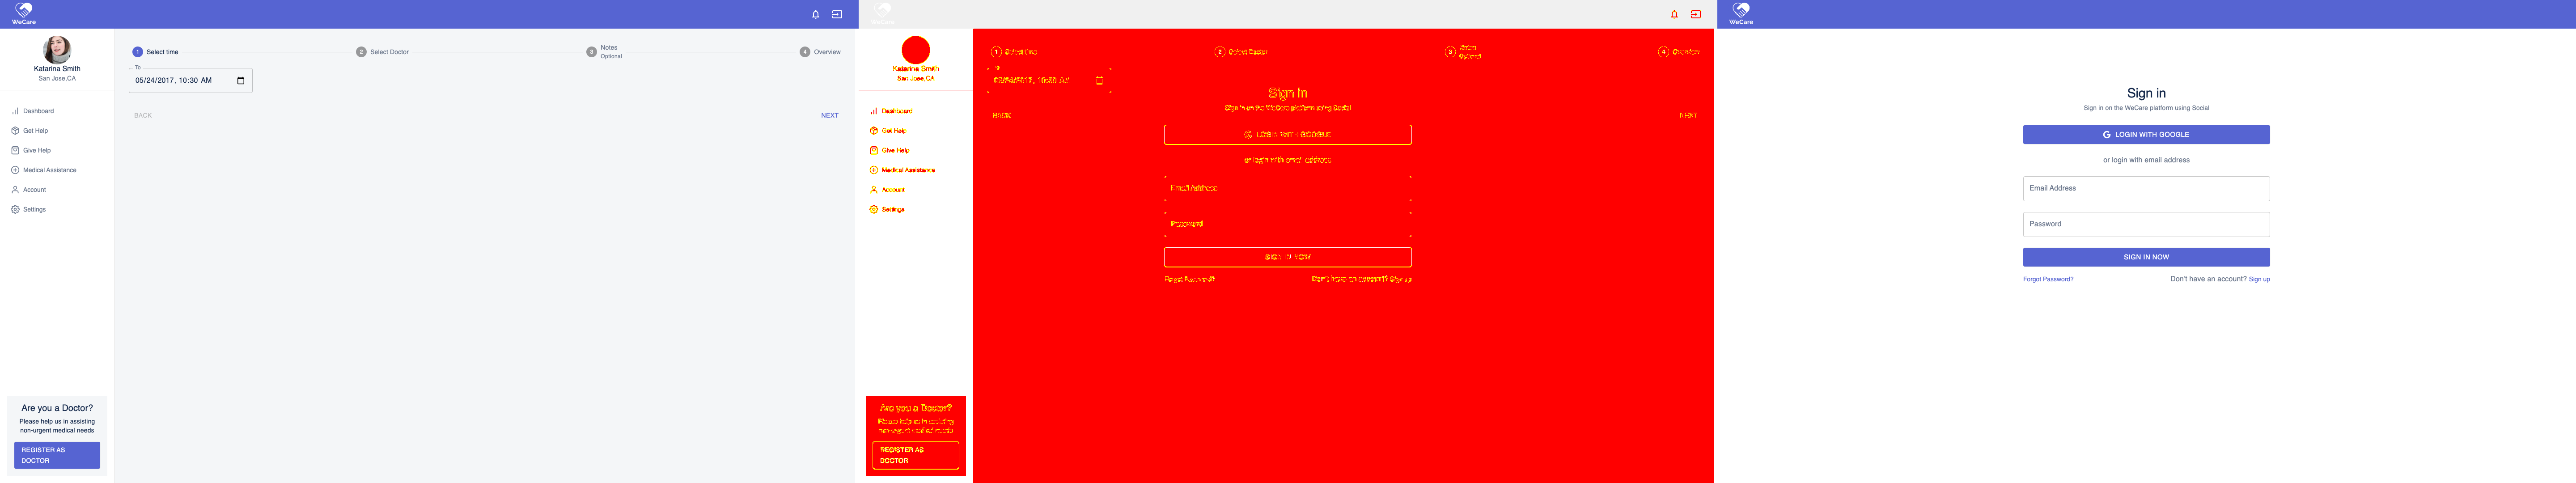 WeCare
Katarina Smith
San Jose,CA
Dashboard
Get Help
Give Help
Medical Assistance
Account
Settings
Are you a Doctor?
Please help us in assisting
non-urgent medical needs
REGISTER AS
DOCTOR
1 Select time
2 Select Doctor
3 Notes
Optional
4 Overview
To
05/24/2017, 10:30 AM
BACK
NEXT
WeCare
Katarina Smith
San Jose,CA
Dashboard
Get Help
Give Help
Medical Assistance
Account
Settings
Are you a Doctor?
Please help us in assisting
non-urgent medical needs
REGISTER AS
DOCTOR
1 Select time
2 Select Doctor
3 Notes
Optional
4 Overview
To
05/24/2017, 10:30 AM
BACK
NEXT
Sign in
Sign in on the WeCare platform using Social
LOGIN WITH GOOGLE
or login with email address
Email Address
Password
SIGN IN NOW
Forgot Password?
Don't have an account? Sign up
WeCare
Sign in
Sign in on the WeCare platform using Social
LOGIN WITH GOOGLE
or login with email address
Email Address
Password
SIGN IN NOW
Forgot Password?
Don't have an account? Sign up